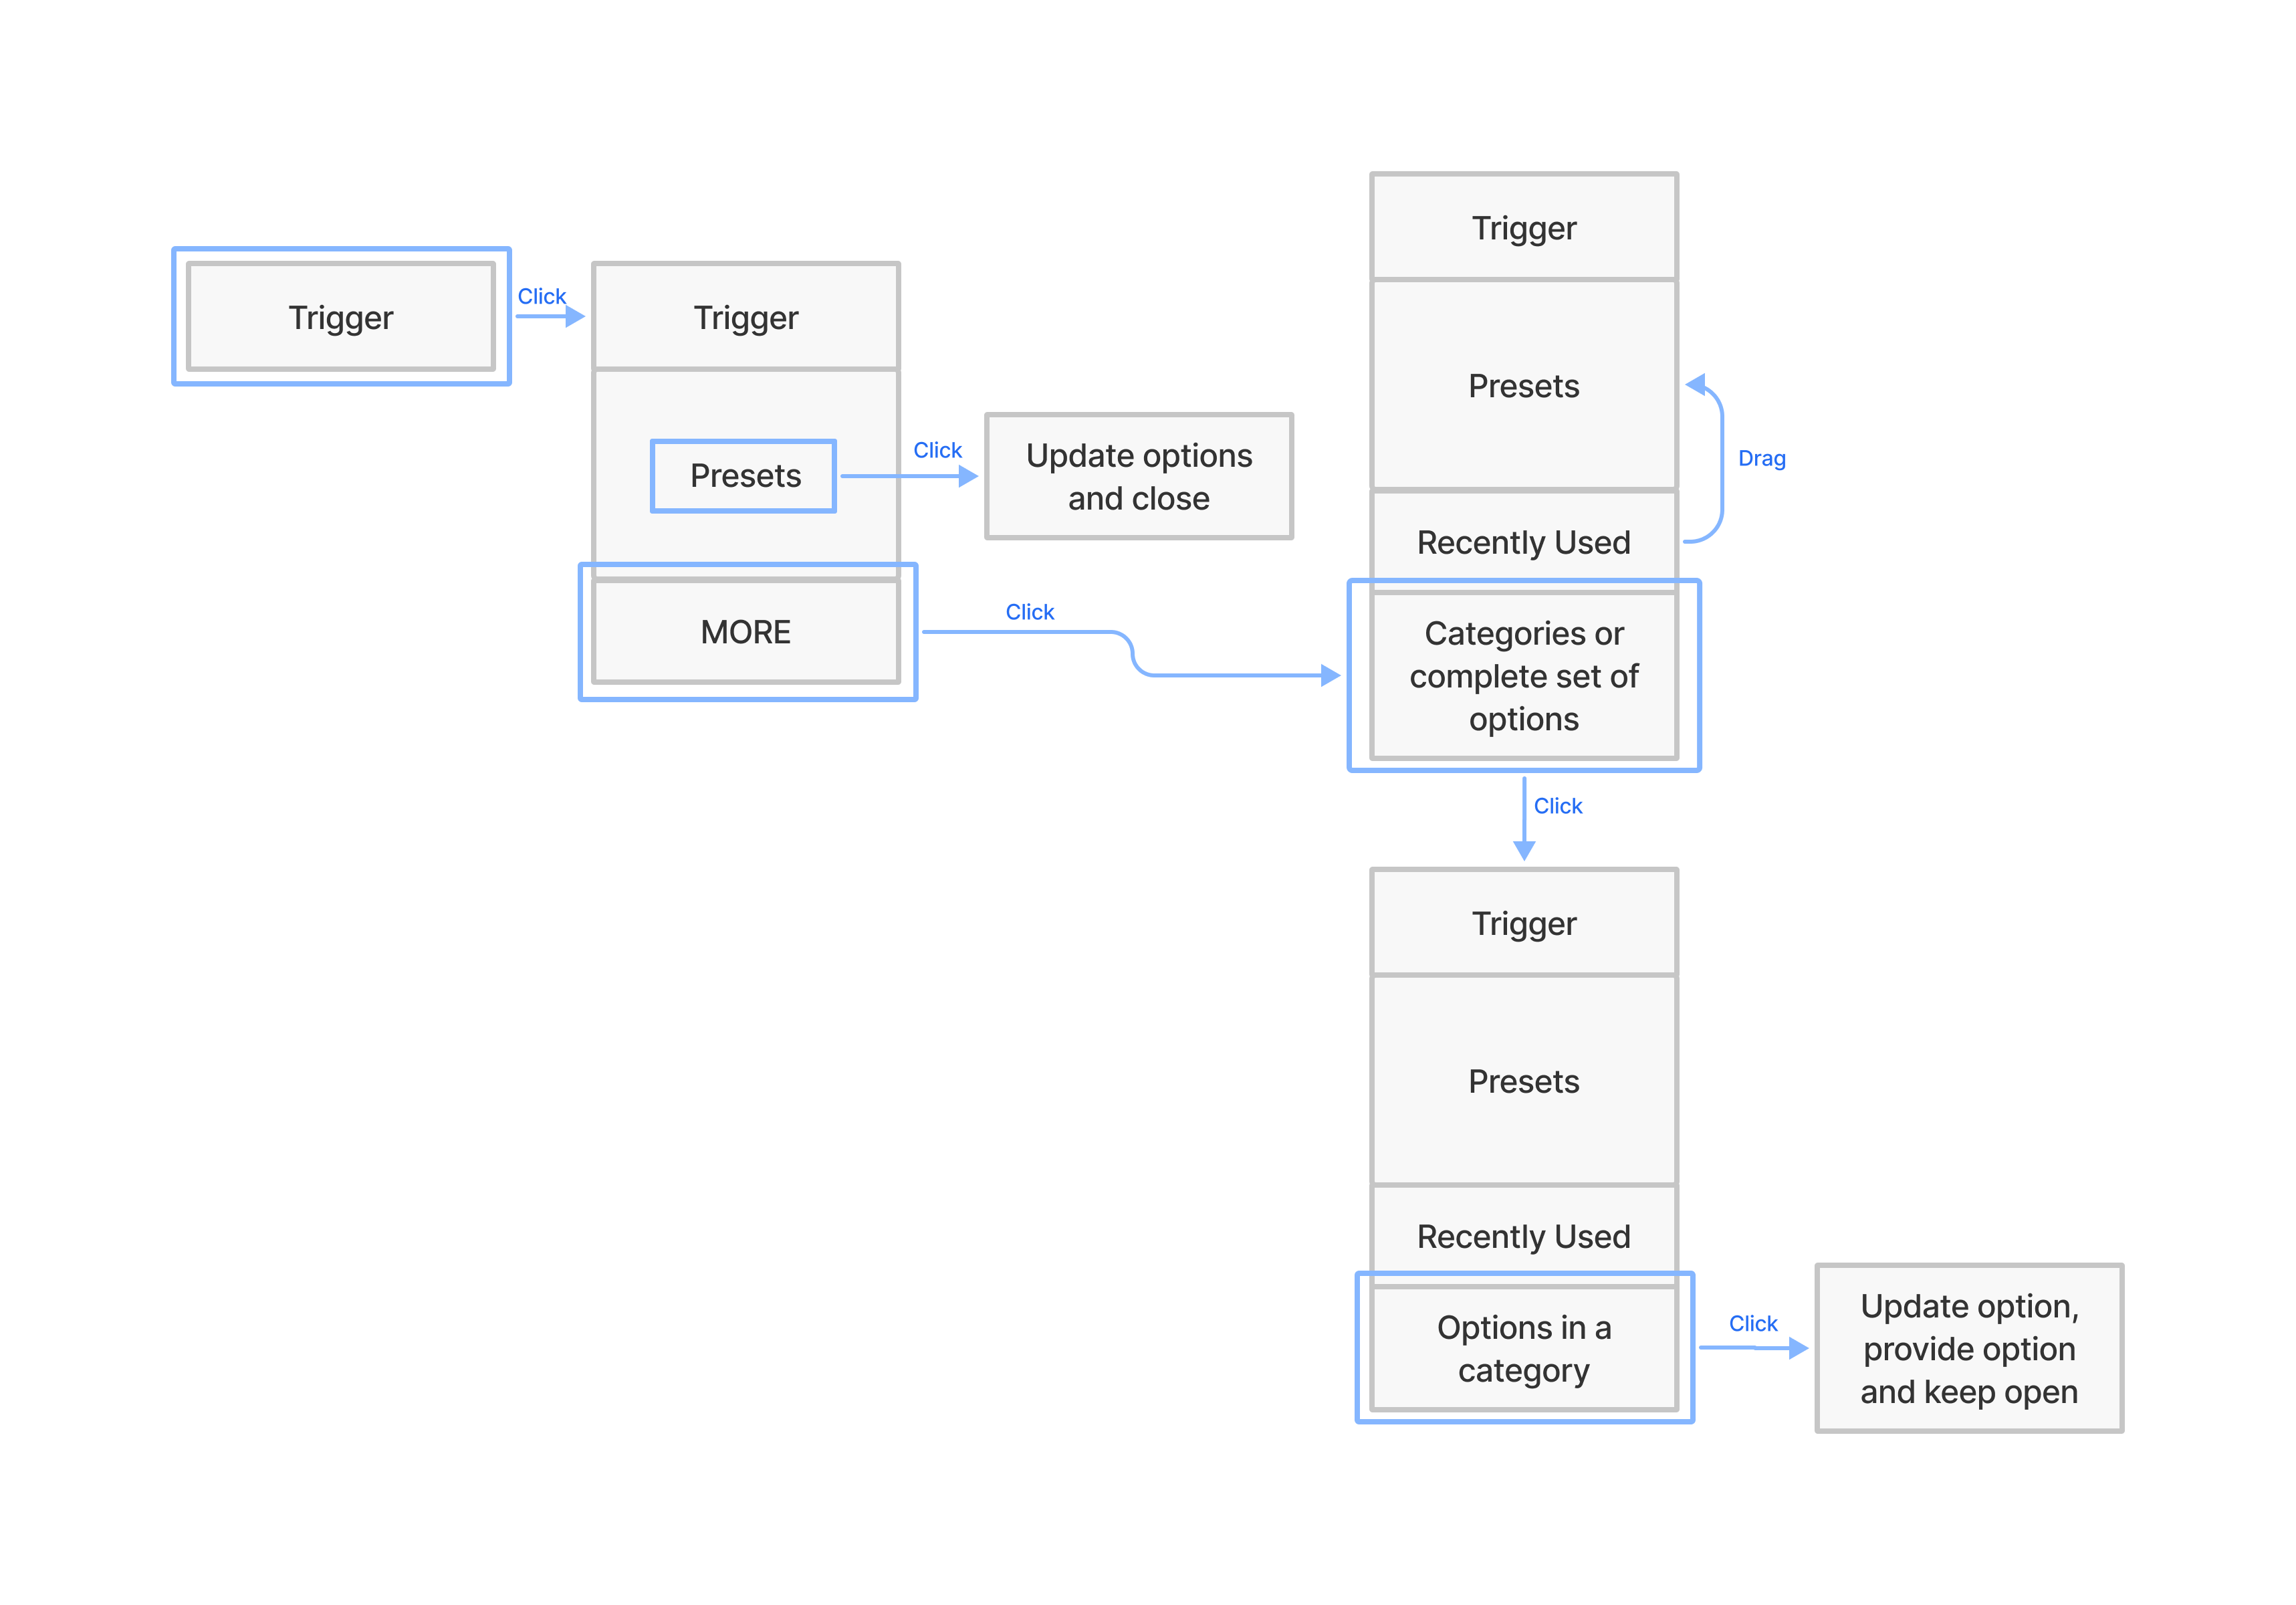 Trigger
Click
Trigger
Presets
Click
Update options
and close
MORE
Click
Trigger
Presets
Drag
Recently Used
Categories or
complete set of
options
Click
Trigger
Presets
Recently Used
Options in a
category
Click
Update option,
provide option
and keep open